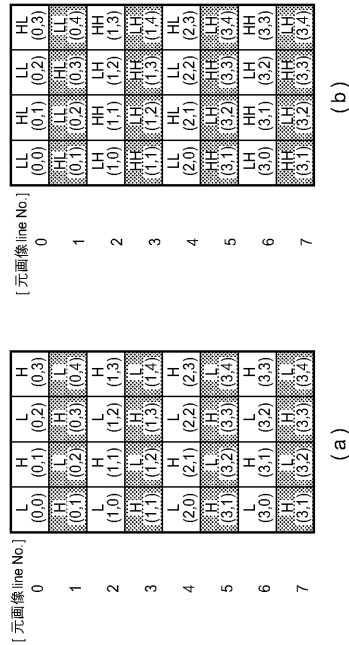 [元画像 line No.]
L H L H
0 (0,0) (0,1) (0,2) (0,3)
H L H L
1 (0,1) (0,2) (0,3) (0,4)
L H L H
2 (1,0) (1,1) (1,2) (1,3)
H L H L
3 (1,1) (1,2) (1,3) (1,4)
L H L H
4 (2,0) (2,1) (2,2) (2,3)
H L H L
5 (3,1) (3,2) (3,3) (3,4)
L H L H
6 (3,0) (3,1) (3,2) (3,3)
H L H L
7 (3,1) (3,2) (3,3) (3,4)
(a)
[元画像 line No.]
LL HL LL HL
0 (0,0) (0,1) (0,2) (0,3)
HL LL HL LL
1 (0,1) (0,2) (0,3) (0,4)
LH HH LH HH
2 (1,0) (1,1) (1,2) (1,3)
HH LH HH LH
3 (1,1) (1,2) (1,3) (1,4)
LL HL LL HL
4 (2,0) (2,1) (2,2) (2,3)
HH LH HH LH
5 (3,1) (3,2) (3,3) (3,4)
LH HH LH HH
6 (3,0) (3,1) (3,2) (3,3)
HH LH HH LH
7 (3,1) (3,2) (3,3) (3,4)
(b)